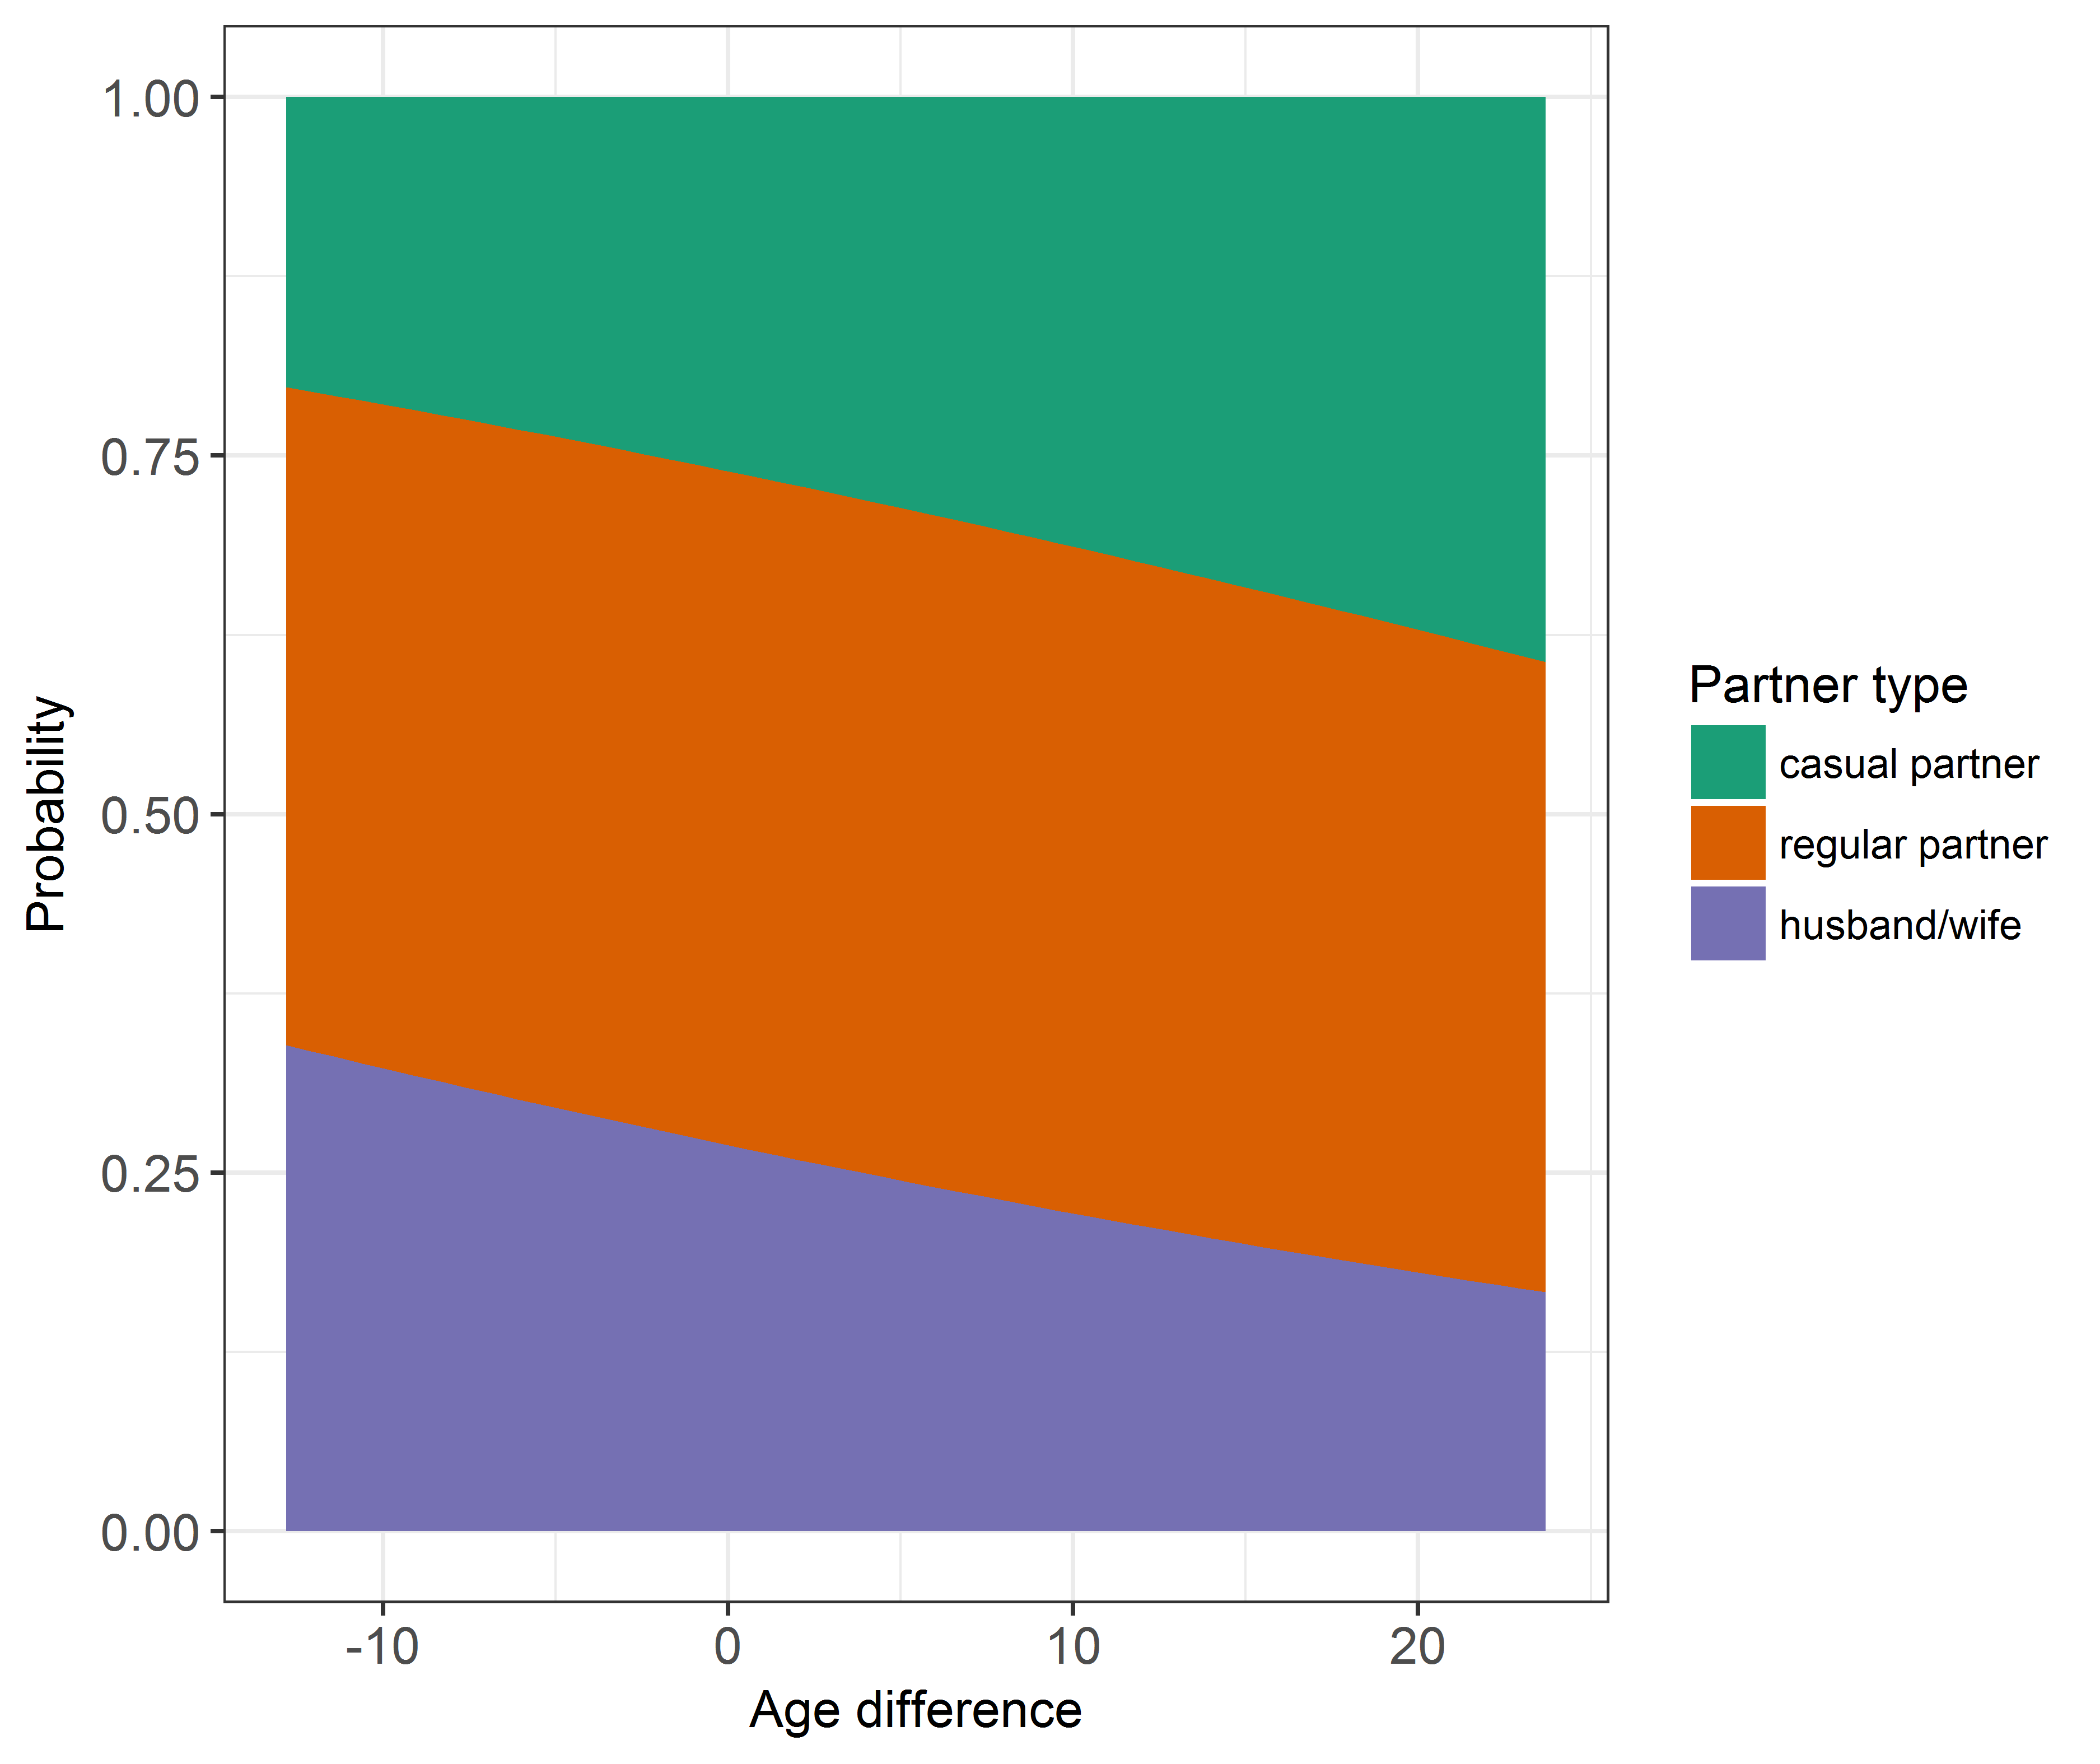 1.00
0.75
0.50
0.25
0.00
Probability
-10 0 10 20
Age difference
Partner type
casual partner
regular partner
husband/wife